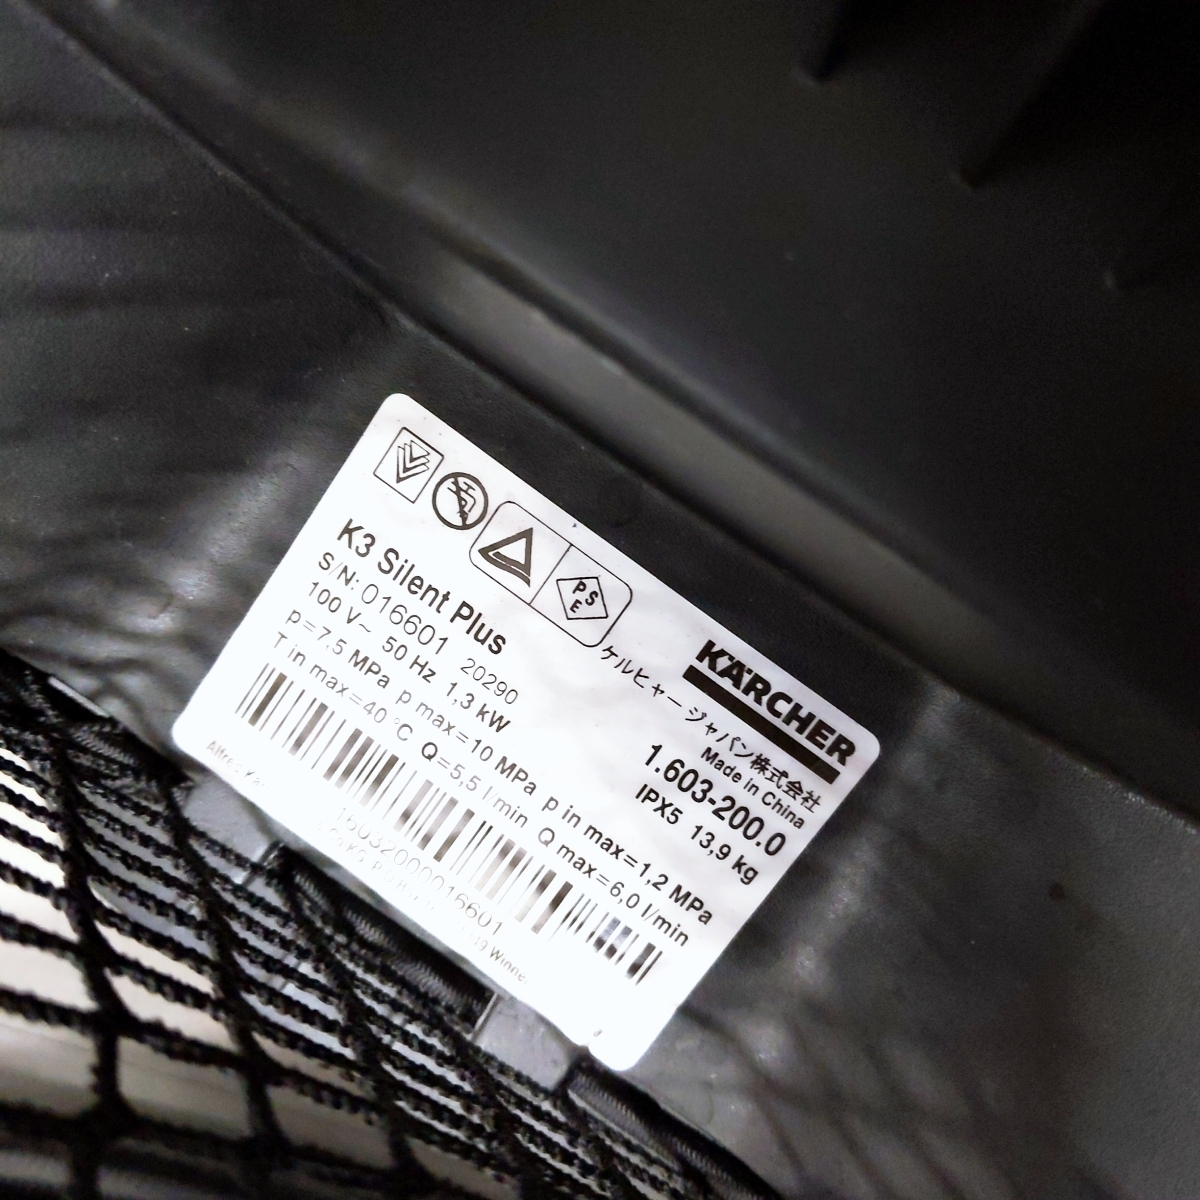 PS
E
KÄRCHER
ケルヒャー ジャパン株式会社
Made in China
K3 Silent Plus
1.603-200.0
S/N: 016601 20290
IPX5 13,9 kg
100 V~ 50 Hz 1,3 kW
p=7,5 MPa p max=10 MPa p in max=1,2 MPa
T in max=40 °C Q=5,5 l/min Q max=6,0 l/min
16032000016601
Alfred